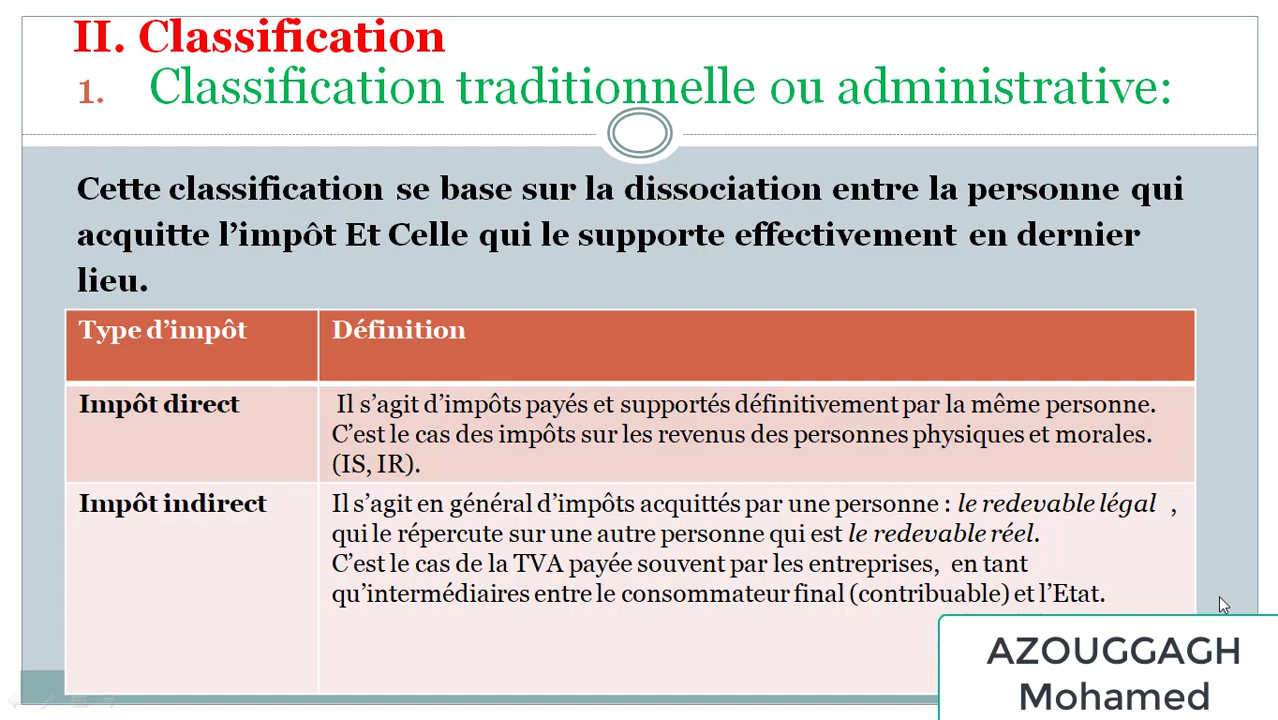 II. Classification
1. Classification traditionnelle ou administrative:
Cette classification se base sur la dissociation entre la personne qui
acquitte l’impôt Et Celle qui le supporte effectivement en dernier
lieu.
Type d’impôt
Définition
Impôt direct
Il s’agit d’impôts payés et supportés définitivement par la même personne.
C’est le cas des impôts sur les revenus des personnes physiques et morales.
(IS, IR).
Impôt indirect
Il s’agit en général d’impôts acquittés par une personne : le redevable légal ,
qui le répercute sur une autre personne qui est le redevable réel.
C’est le cas de la TVA payée souvent par les entreprises, en tant
qu’intermédiaires entre le consommateur final (contribuable) et l’Etat.
AZOUGGAGH
Mohamed